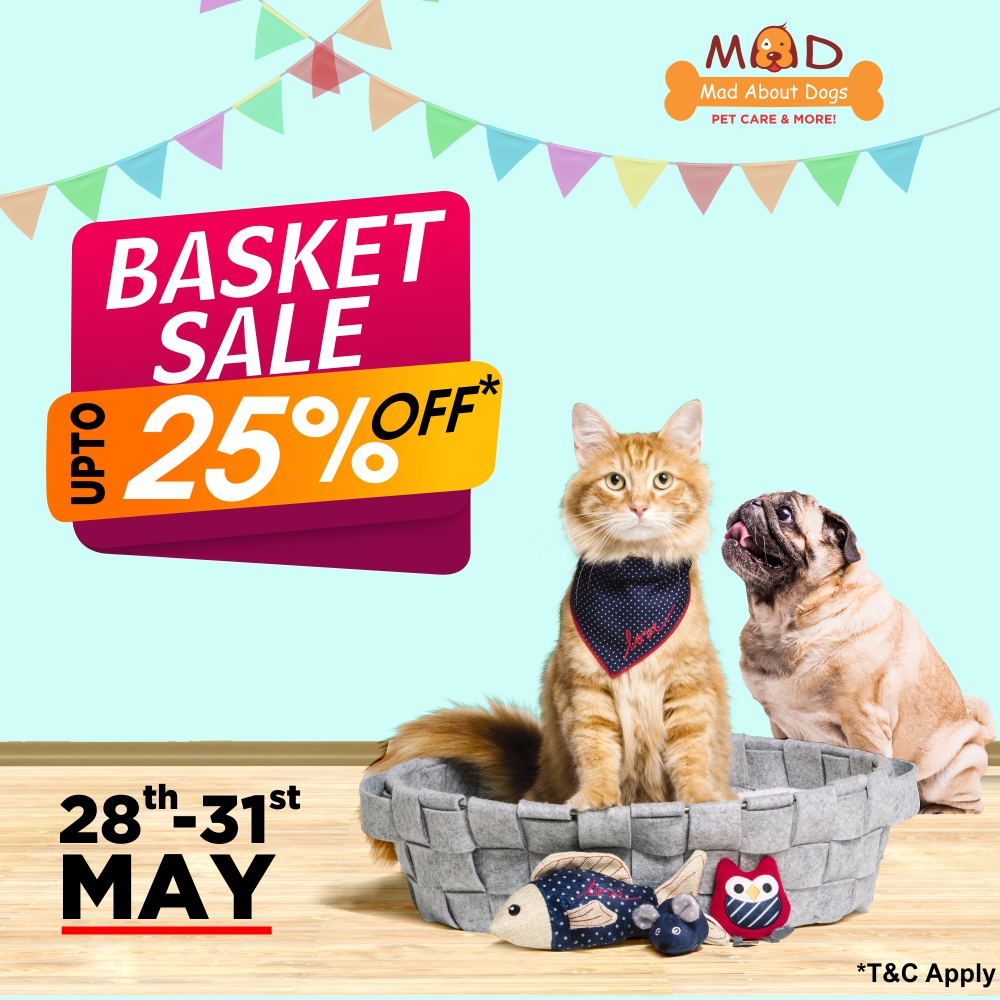 MAD
Mad About Dogs
PET CARE & MORE!
BASKET
SALE
UPTO
25% OFF*
love
28th-31st
MAY
love
*T&C Apply